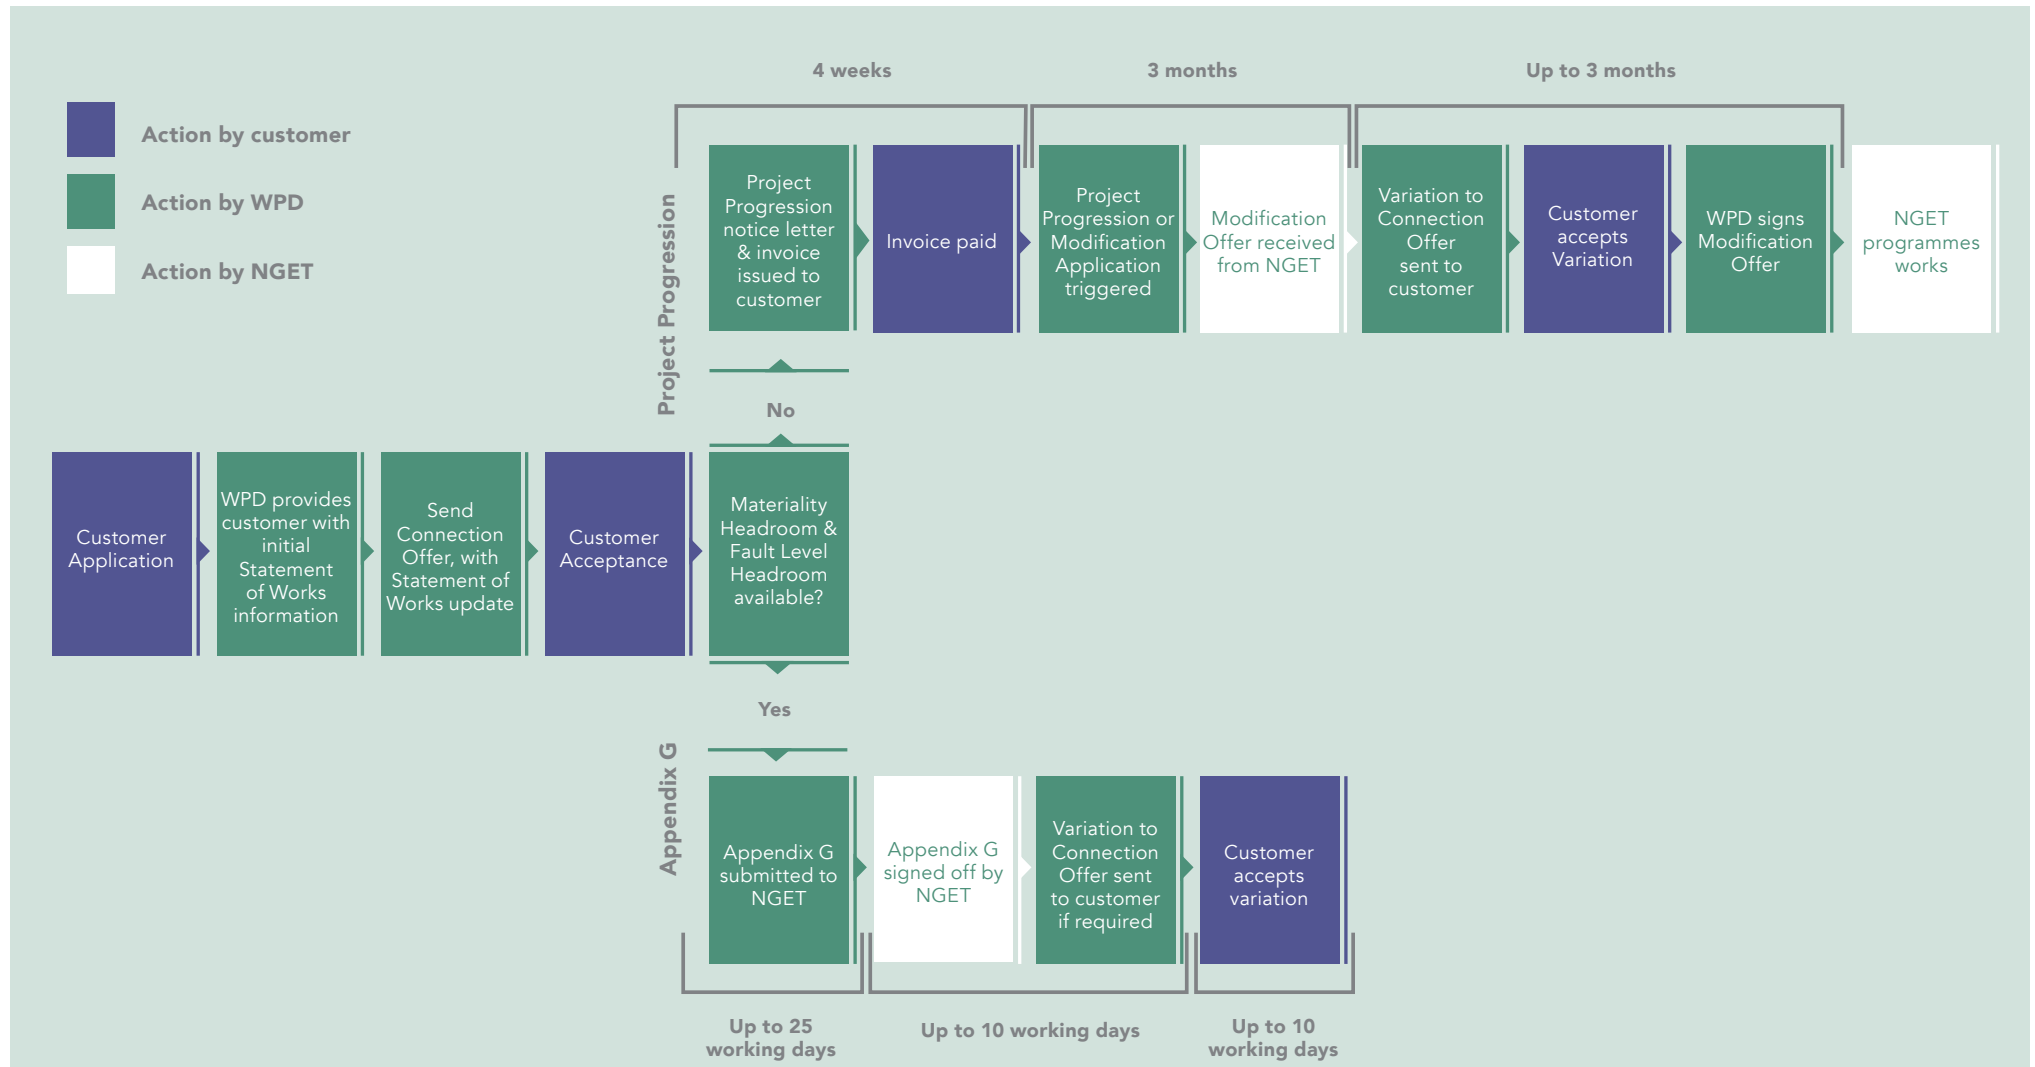 4 weeks
3 months
Up to 3 months
Action by customer
Action by WPD
Action by NGET
Project Progression
Project
Progression
notice letter
& invoice
issued to
customer
Invoice paid
Project
Progression or
Modification
Application
triggered
Modification
Offer received
from NGET
Variation to
Connection
Offer
sent to
customer
Customer
accepts
Variation
WPD signs
Modification
Offer
NGET
programmes
works
No
Customer
Application
WPD provides
customer with
initial
Statement
of Works
information
Send
Connection
Offer, with
Statement of
Works update
Customer
Acceptance
Materiality
Headroom &
Fault Level
Headroom
available?
Yes
Appendix G
Appendix G
submitted to
NGET
Appendix G
signed off by
NGET
Variation to
Connection
Offer sent
to customer
if required
Customer
accepts
variation
Up to 25
working days
Up to 10 working days
Up to 10
working days